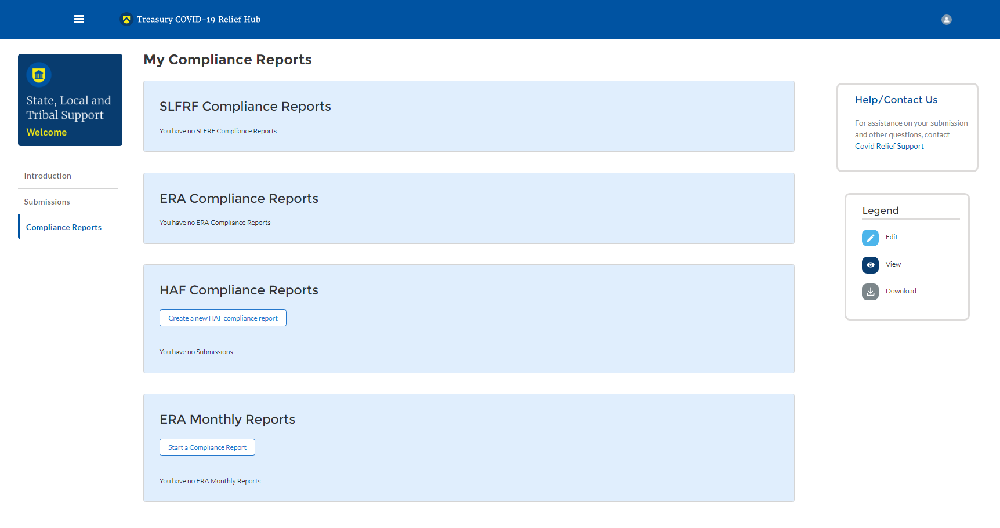 Treasury COVID-19 Relief Hub
State, Local and
Tribal Support
Welcome
Introduction
Submissions
Compliance Reports
My Compliance Reports
SLFRF Compliance Reports
You have no SLFRF Compliance Reports
ERA Compliance Reports
You have no ERA Compliance Reports
HAF Compliance Reports
Create a new HAF compliance report
You have no Submissions
ERA Monthly Reports
Start a Compliance Report
You have no ERA Monthly Reports
Help/Contact Us
For assistance on your submission
and other questions, contact
Covid Relief Support
Legend
Edit
View
Download